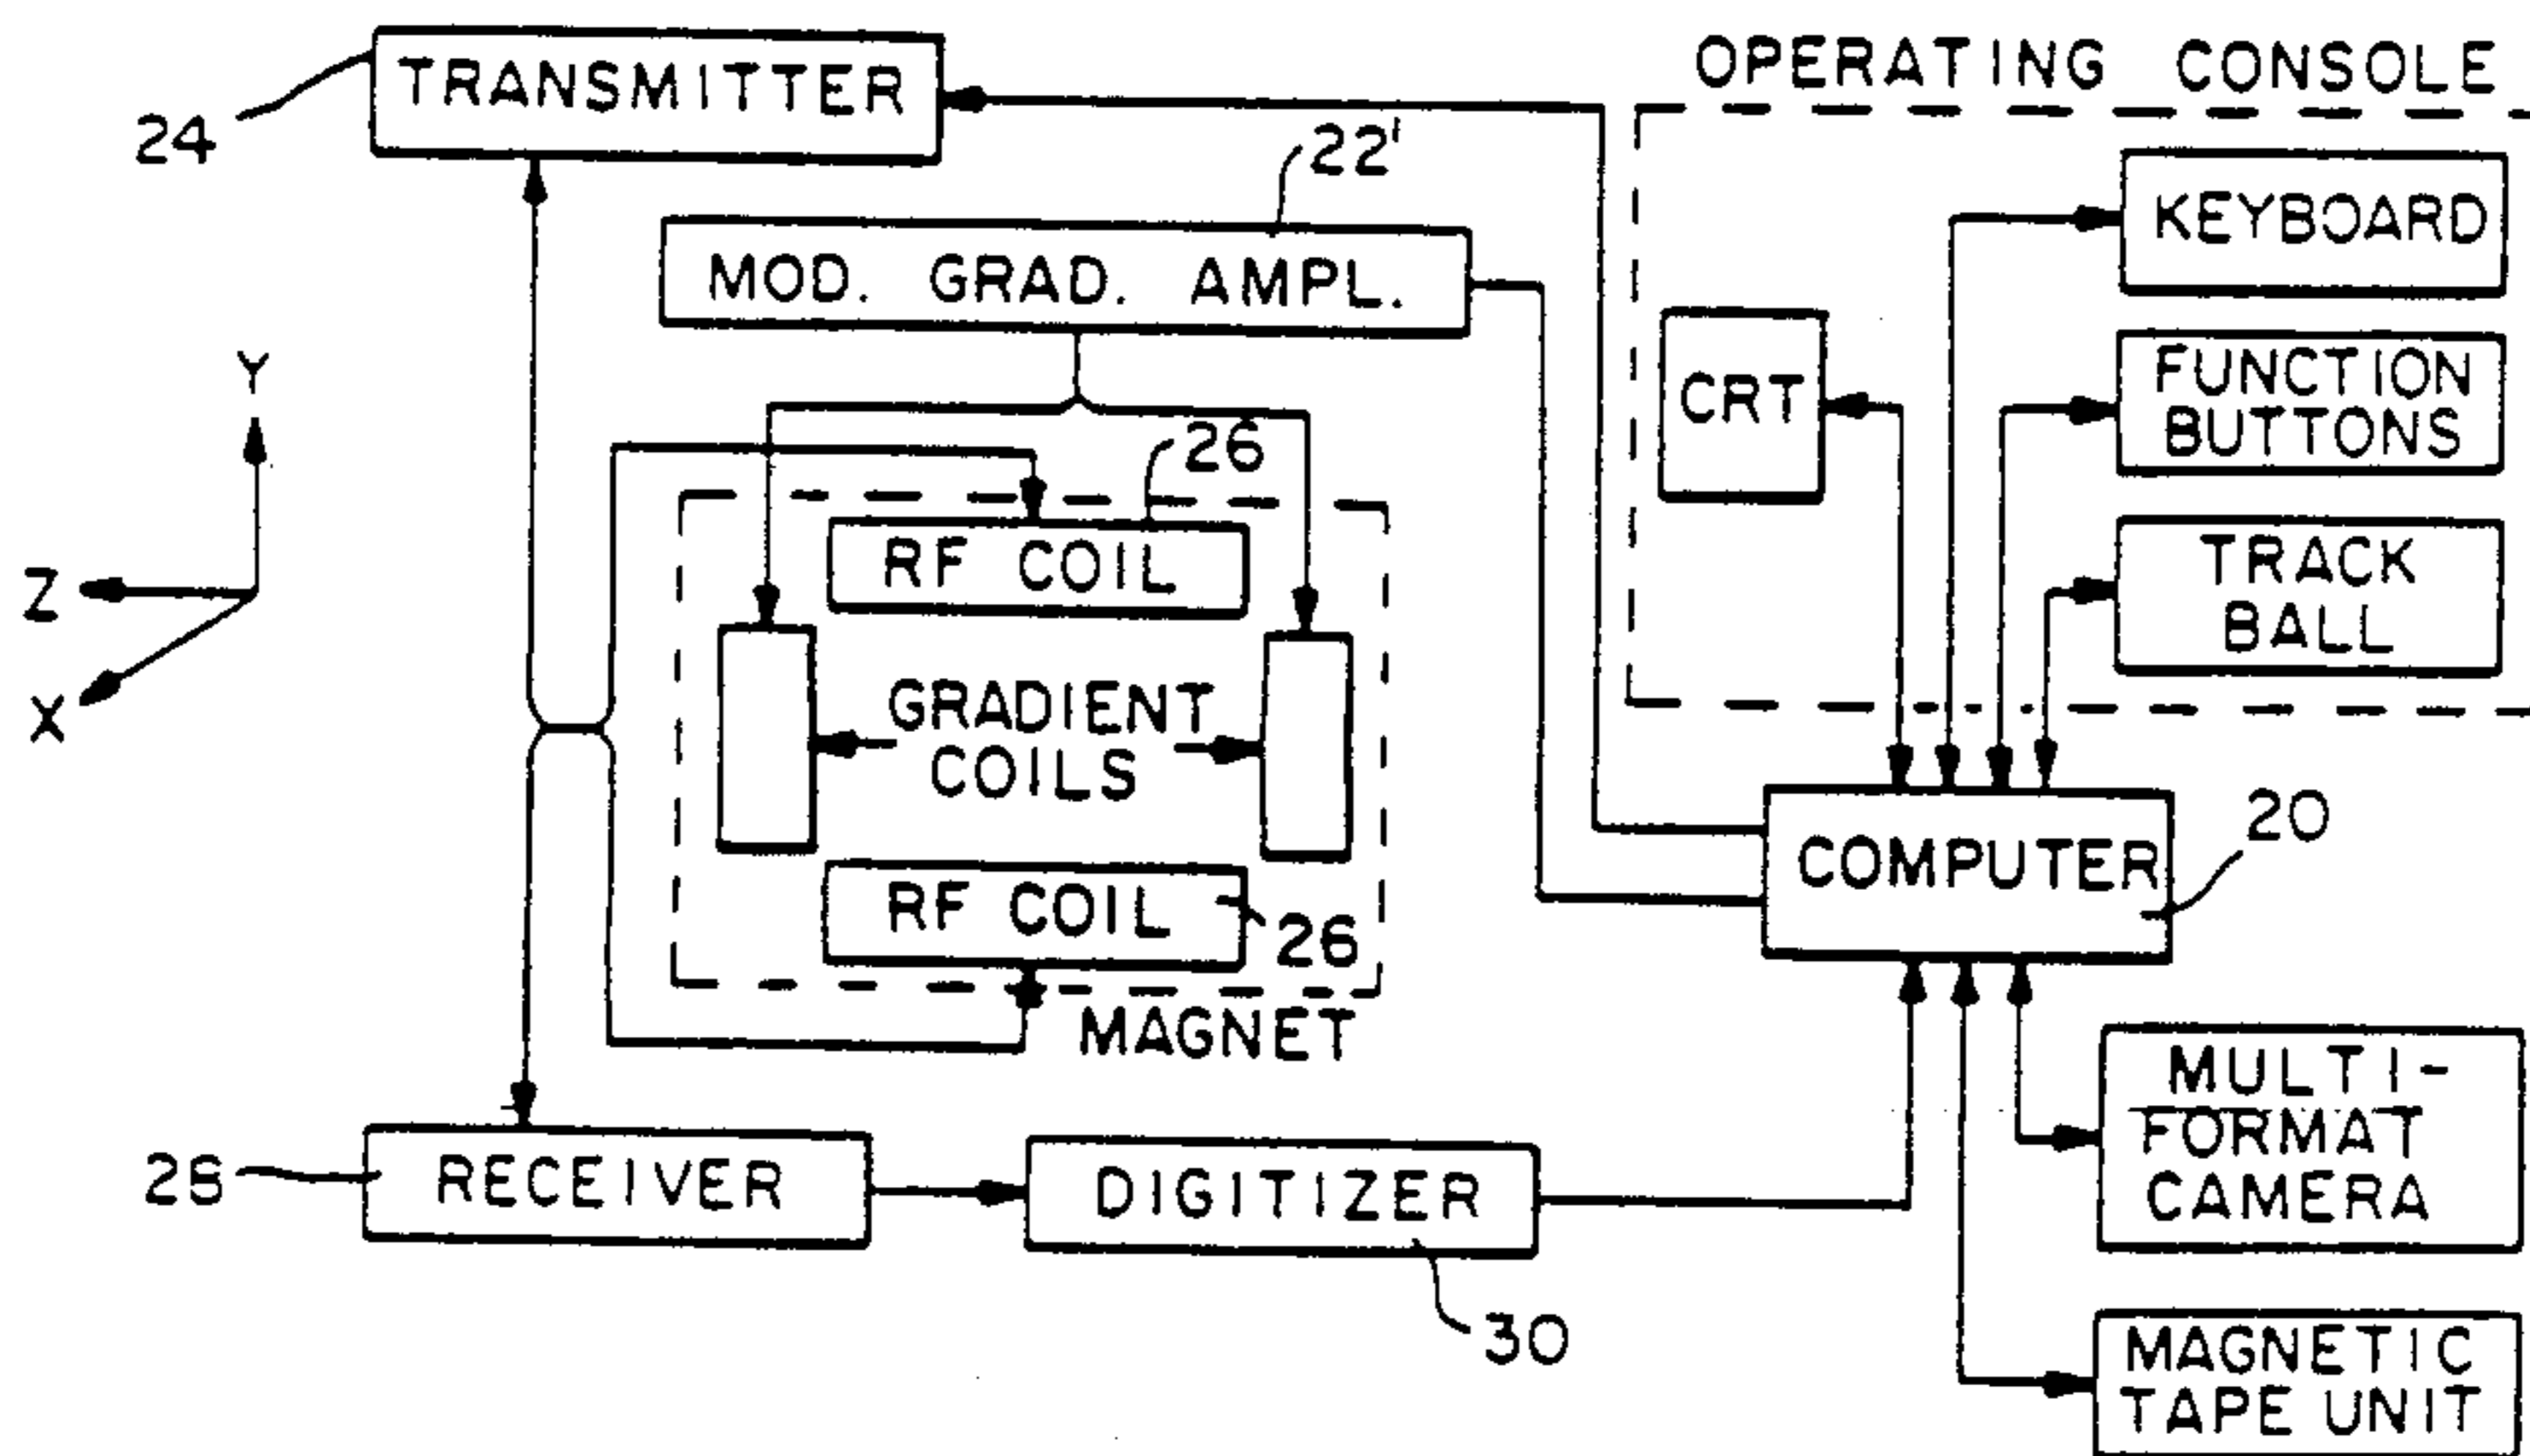 OPERATING CONSOLE
TRANSMITTER
24
22'
KEYBOARD
MOD. GRAD. AMPL.
Y
FUNCTION
BUTTONS
CRT
26
RF COIL
TRACK
BALL
Z
X
GRADIENT
COILS
20
COMPUTER
RF COIL
26
MAGNET
MULTI-
FORMAT
CAMERA
28
RECEIVER
DIGITIZER
30
MAGNETIC
TAPE UNIT